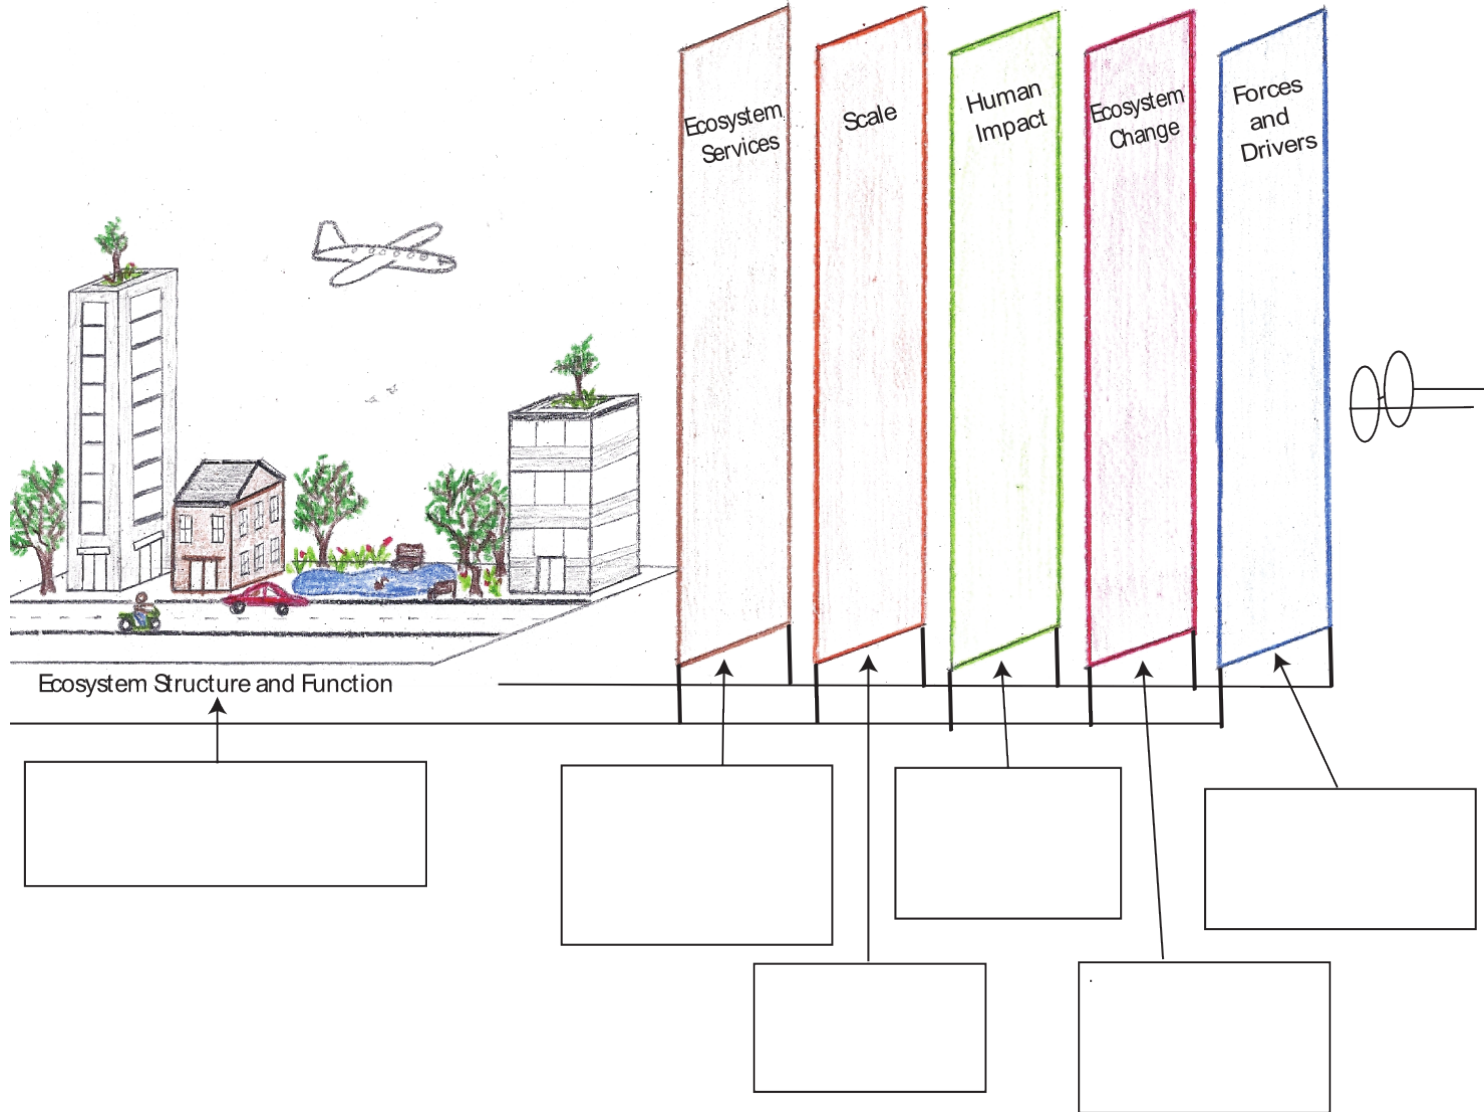 Ecosystem
Services
Scale
Human
Impact
Ecosystem
Change
Forces
and
Drivers
Ecosystem Structure and Function